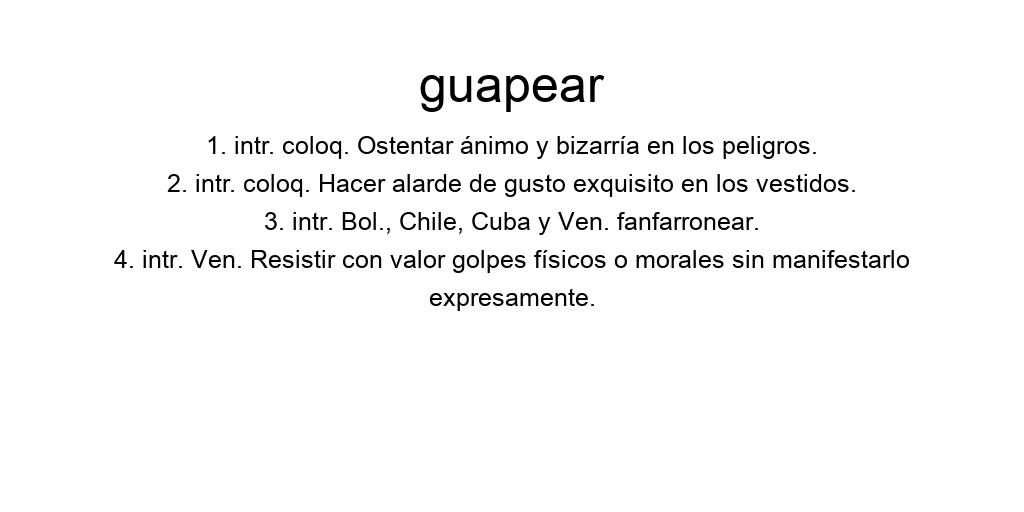 guapear
1. intr. coloq. Ostentar ánimo y bizarría en los peligros.
2. intr. coloq. Hacer alarde de gusto exquisito en los vestidos.
3. intr. Bol., Chile, Cuba y Ven. fanfarronear.
4. intr. Ven. Resistir con valor golpes físicos o morales sin manifestarlo
expresamente.